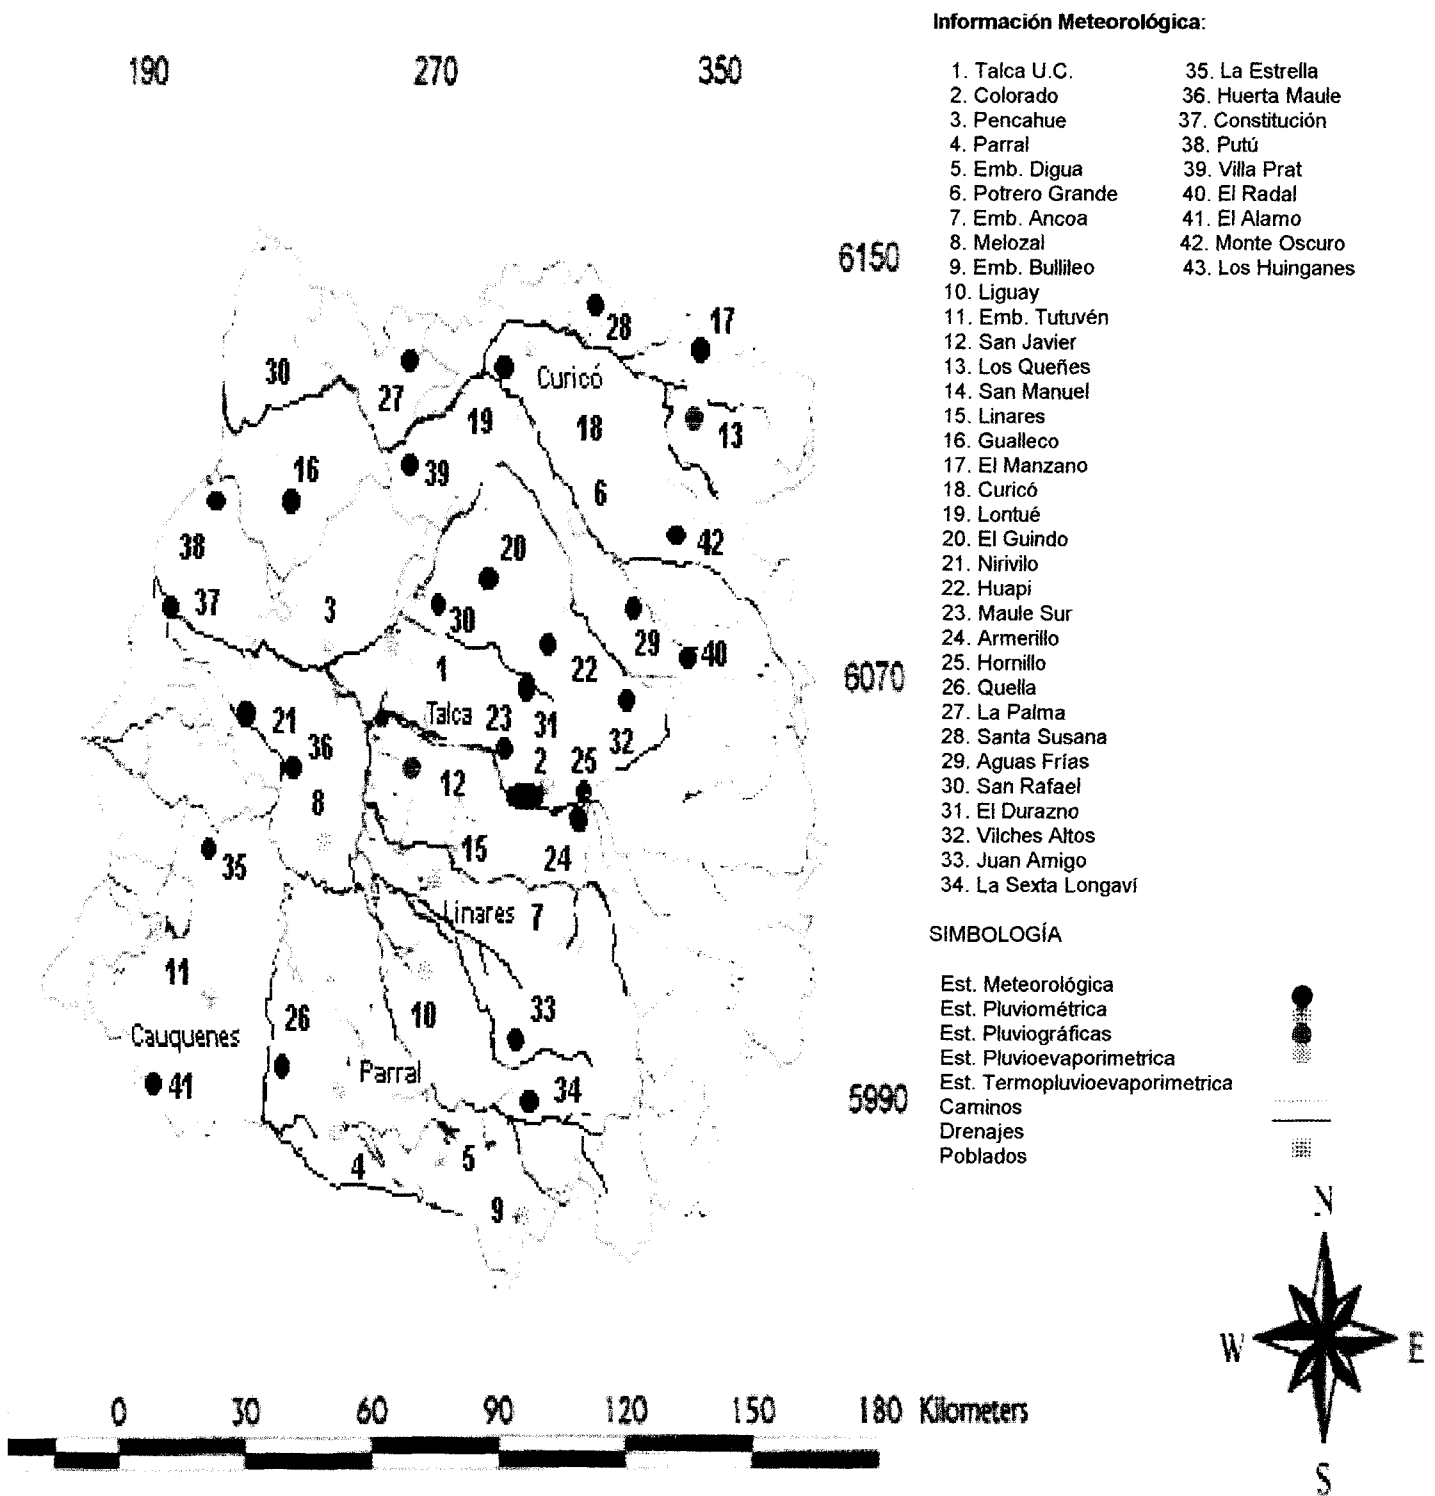 Información Meteorológica:
190 270 350
1. Talca U.C.
2. Colorado
3. Pencahue
4. Parral
5. Emb. Digua
6. Potrero Grande
7. Emb. Ancoa
8. Melozal
9. Emb. Bullileo
10. Liguay
11. Emb. Tutuvén
12. San Javier
13. Los Queñes
14. San Manuel
15. Linares
16. Gualleco
17. El Manzano
18. Curicó
19. Lontué
20. El Guindo
21. Nirivilo
22. Huapi
23. Maule Sur
24. Armerillo
25. Hornillo
26. Quella
27. La Palma
28. Santa Susana
29. Aguas Frías
30. San Rafael
31. El Durazno
32. Vilches Altos
33. Juan Amigo
34. La Sexta Longaví
35. La Estrella
36. Huerta Maule
37. Constitución
38. Putú
39. Villa Prat
40. El Radal
41. El Alamo
42. Monte Oscuro
43. Los Huinganes
6150
28 17
30 27 Curicó
19 18 13
16 39
6
38 20 42
37 3 30
29 40
1 22
6070
21 Talca 23 31
36 32
2 25
12
8
15 24
35
Linares 7
11
26 10 33
Cauquenes
Parral
41 34
5990
4 5
9
SIMBOLOGÍA
Est. Meteorológica
Est. Pluviométrica
Est. Pluviográficas
Est. Pluvioevaporimetrica
Est. Termopluvioevaporimetrica
Caminos
Drenajes
Poblados
N
W E
S
0 30 60 90 120 150 180 Kilometers